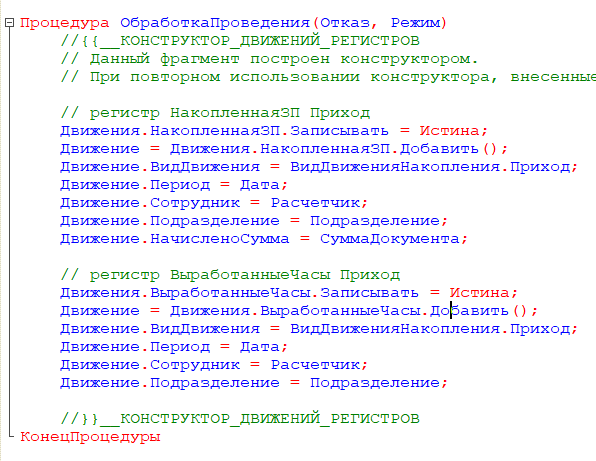 Процедура ОбработкаПроведения(Отказ, Режим)
//{{__КОНСТРУКТОР_ДВИЖЕНИЙ_РЕГИСТРОВ
// Данный фрагмент построен конструктором.
// При повторном использовании конструктора, внесенные
// регистр НакопленнаяЗП Приход
Движения.НакопленнаяЗП.Записывать = Истина;
Движение = Движения.НакопленнаяЗП.Добавить();
Движение.ВидДвижения = ВидДвиженияНакопления.Приход;
Движение.Период = Дата;
Движение.Сотрудник = Расчетчик;
Движение.Подразделение = Подразделение;
Движение.НачисленоСумма = СуммаДокумента;
// регистр ВыработанныеЧасы Приход
Движения.ВыработанныеЧасы.Записывать = Истина;
Движение = Движения.ВыработанныеЧасы.Добавить();
Движение.ВидДвижения = ВидДвиженияНакопления.Приход;
Движение.Период = Дата;
Движение.Сотрудник = Расчетчик;
Движение.Подразделение = Подразделение;
//}}__КОНСТРУКТОР_ДВИЖЕНИЙ_РЕГИСТРОВ
КонецПроцедуры